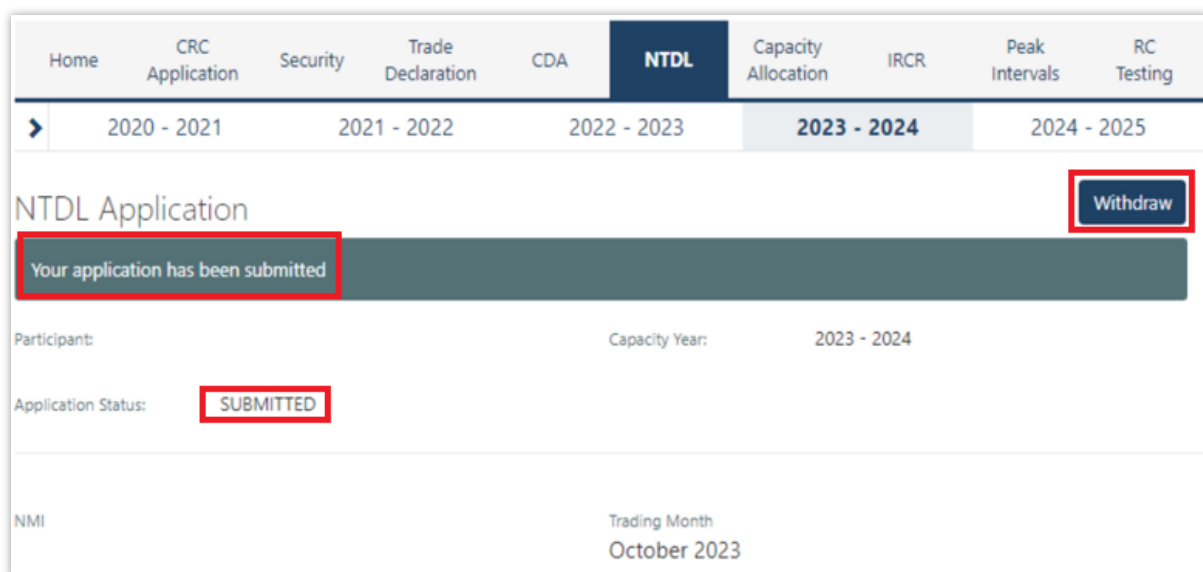 Home
CRC Application
Security
Trade Declaration
CDA
NTDL
Capacity Allocation
IRCR
Peak Intervals
RC Testing
2020 - 2021 2021 - 2022 2022 - 2023 2023 - 2024 2024 - 2025
NTDL Application
Withdraw
Your application has been submitted
Participant: Capacity Year: 2023 - 2024
Application Status: SUBMITTED
NMI Trading Month
October 2023